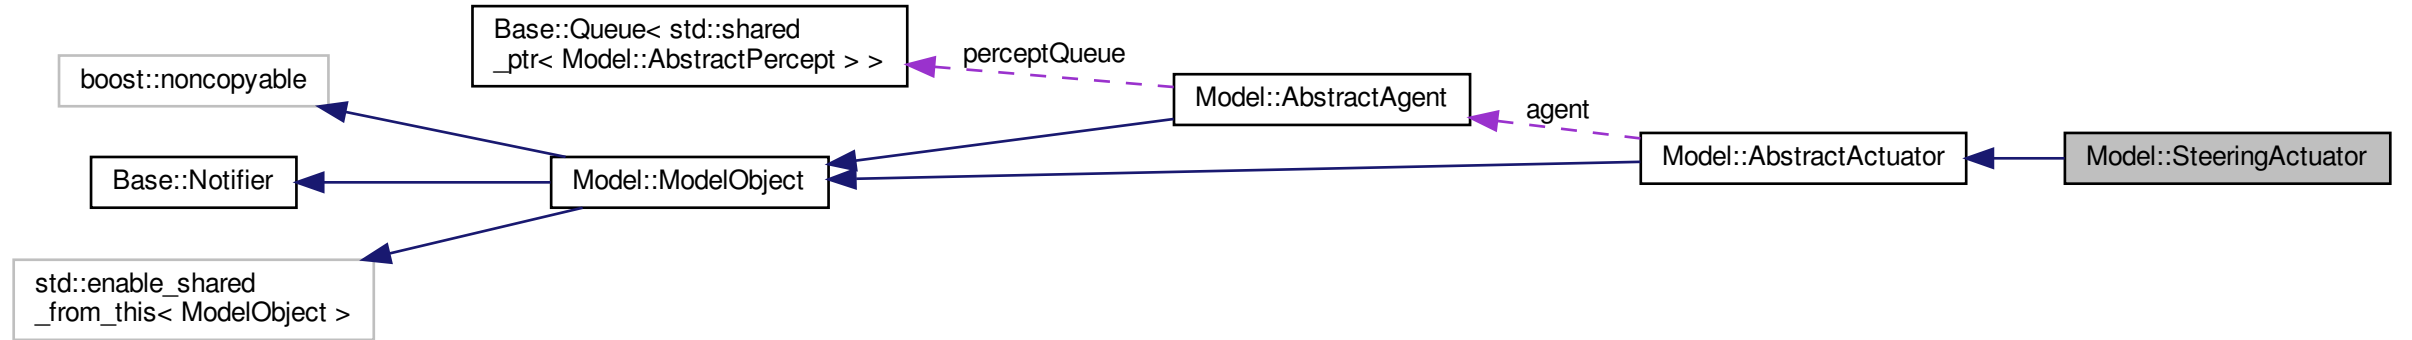 Base::Queue< std::shared
_ptr< Model::AbstractPercept > >
perceptQueue
boost::noncopyable
Model::AbstractAgent
agent
Model::AbstractActuator
Model::SteeringActuator
Base::Notifier
Model::ModelObject
std::enable_shared
_from_this< ModelObject >